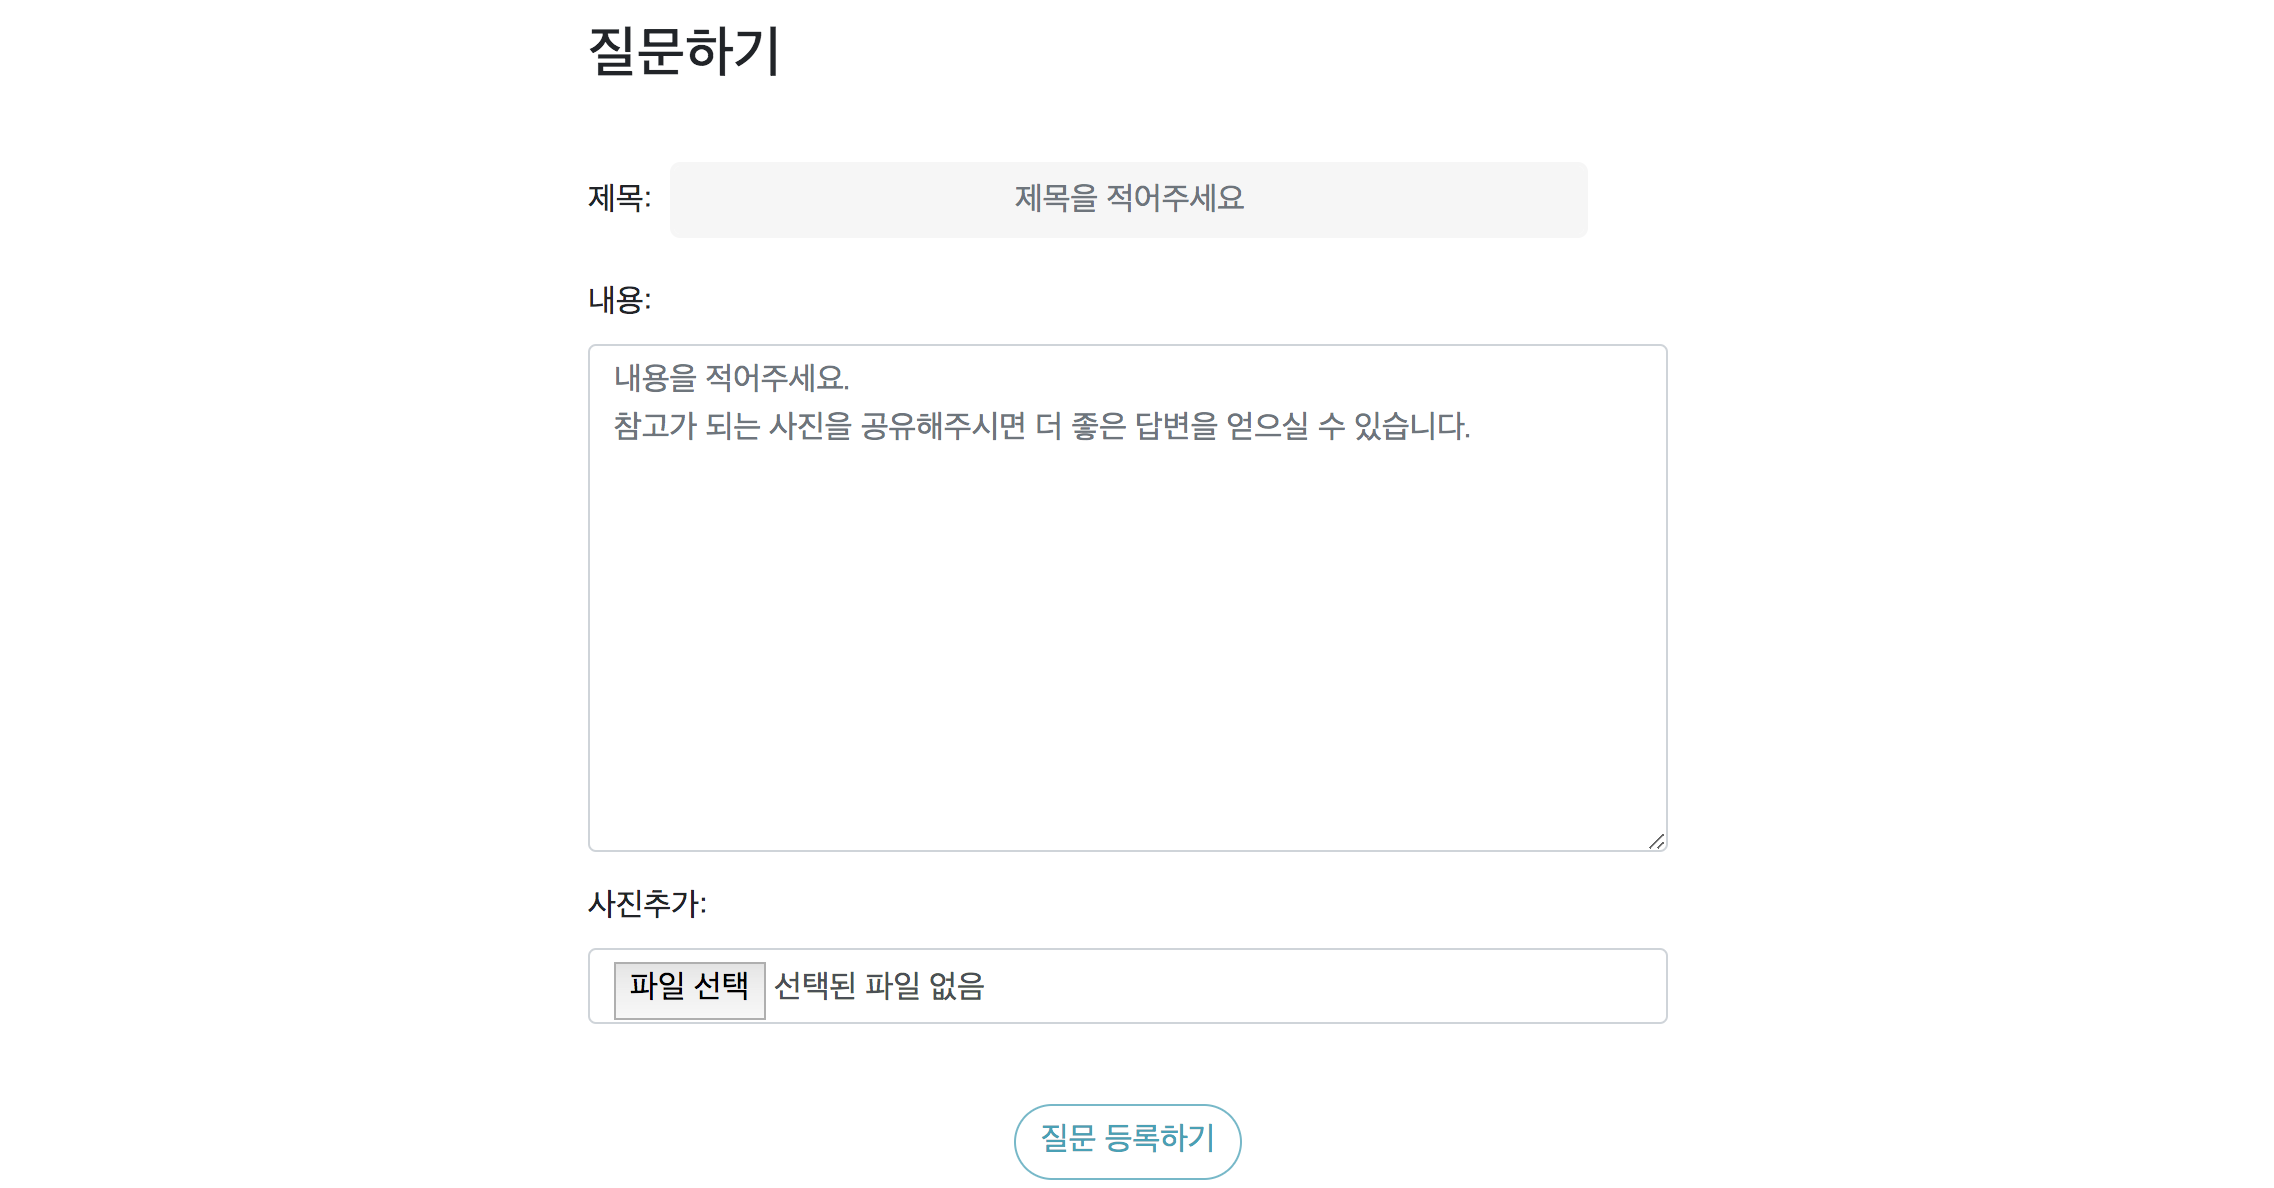 질문하기
제목: 제목을 적어주세요
내용:
내용을 적어주세요.
참고가 되는 사진을 공유해주시면 더 좋은 답변을 얻으실 수 있습니다.
사진추가:
파일 선택 선택된 파일 없음
질문 등록하기